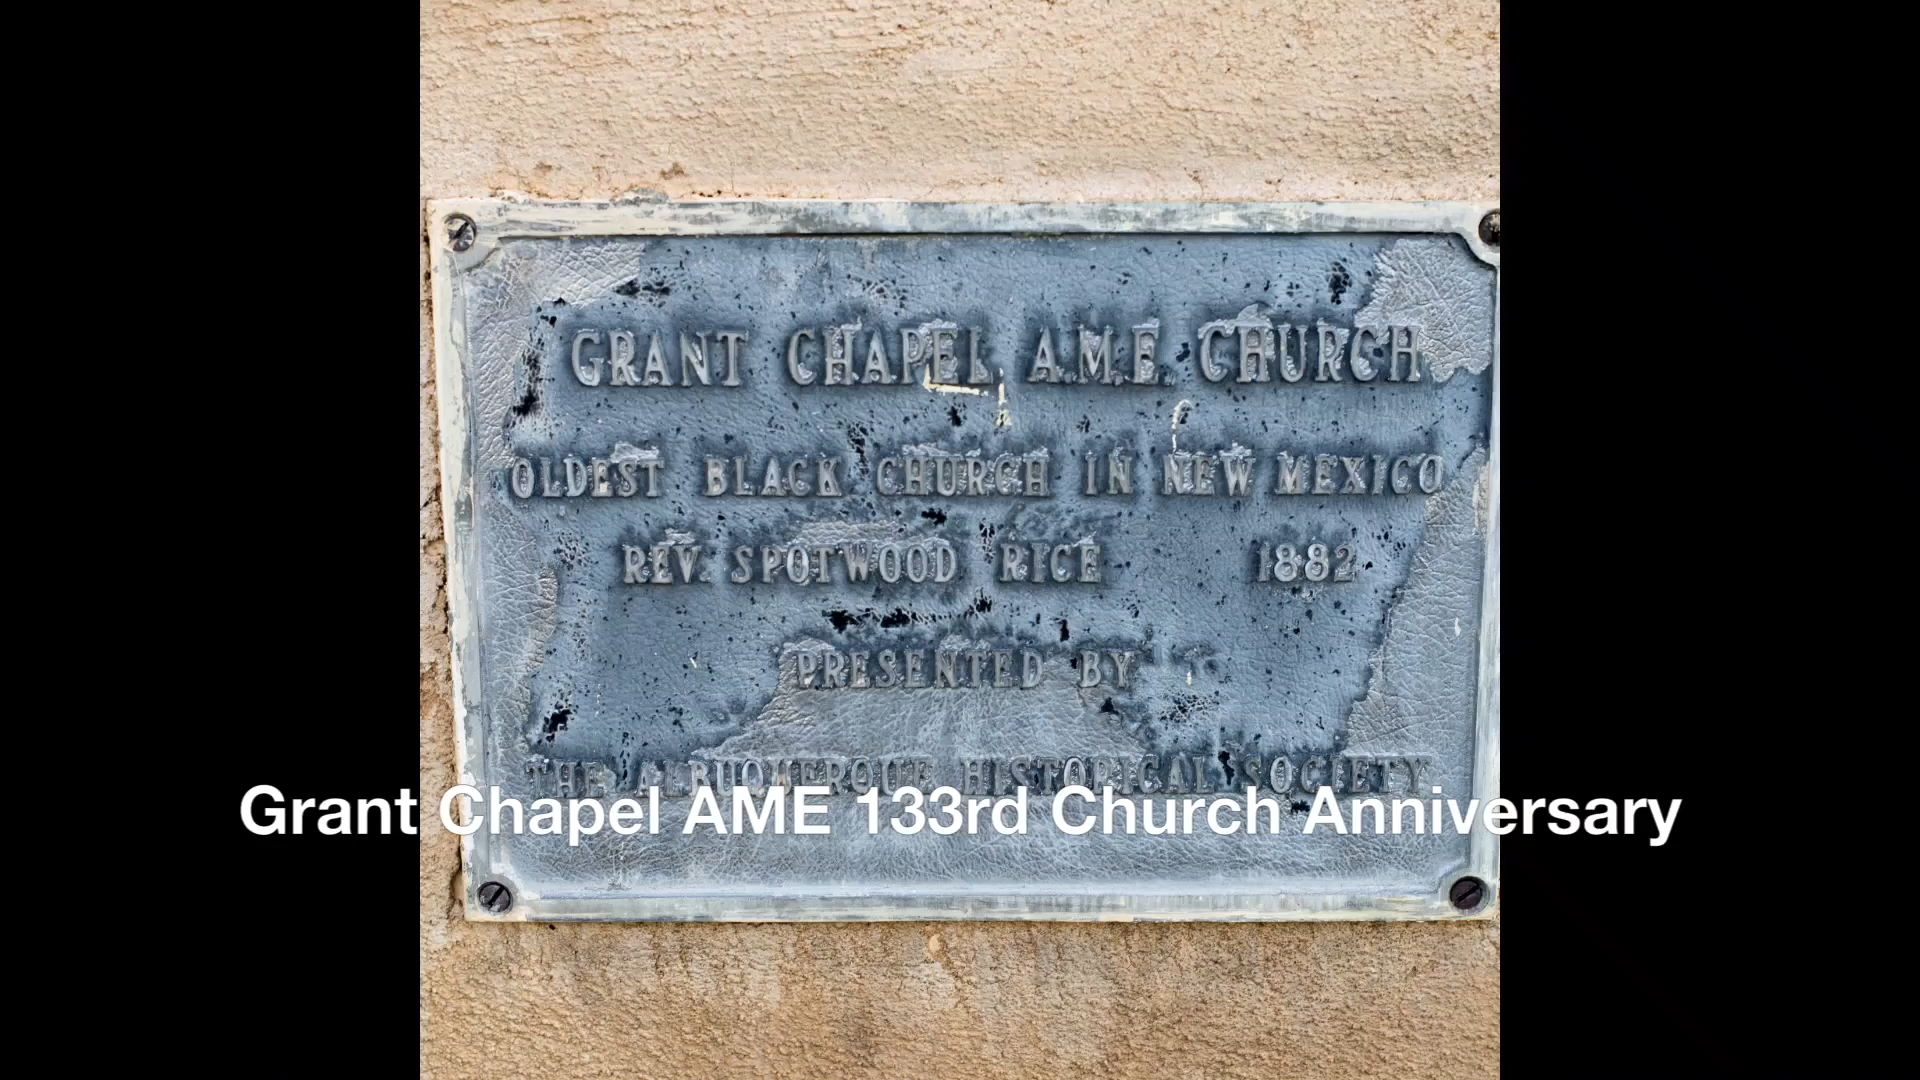 GRANT CHAPEL A.M.E. CHURCH
OLDEST BLACK CHURCH IN NEW MEXICO
REV. SPOTWOOD RICE 1882
PRESENTED BY
THE ALBUQUERQUE HISTORICAL SOCIETY
Grant Chapel AME 133rd Church Anniversary